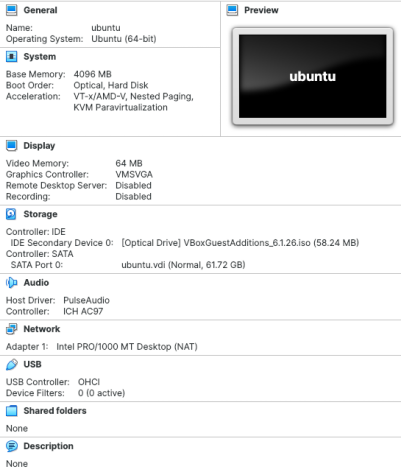 General
Name: ubuntu
Operating System: Ubuntu (64-bit)
System
Base Memory: 4096 MB
Boot Order: Optical, Hard Disk
Acceleration: VT-x/AMD-V, Nested Paging,
KVM Paravirtualization
Preview
ubuntu
Display
Video Memory: 64 MB
Graphics Controller: VMSVGA
Remote Desktop Server: Disabled
Recording: Disabled
Storage
Controller: IDE
IDE Secondary Device 0: [Optical Drive] VBoxGuestAdditions_6.1.26.iso (58.24 MB)
Controller: SATA
SATA Port 0: ubuntu.vdi (Normal, 61.72 GB)
Audio
Host Driver: PulseAudio
Controller: ICH AC97
Network
Adapter 1: Intel PRO/1000 MT Desktop (NAT)
USB
USB Controller: OHCI
Device Filters: 0 (0 active)
Shared folders
None
Description
None